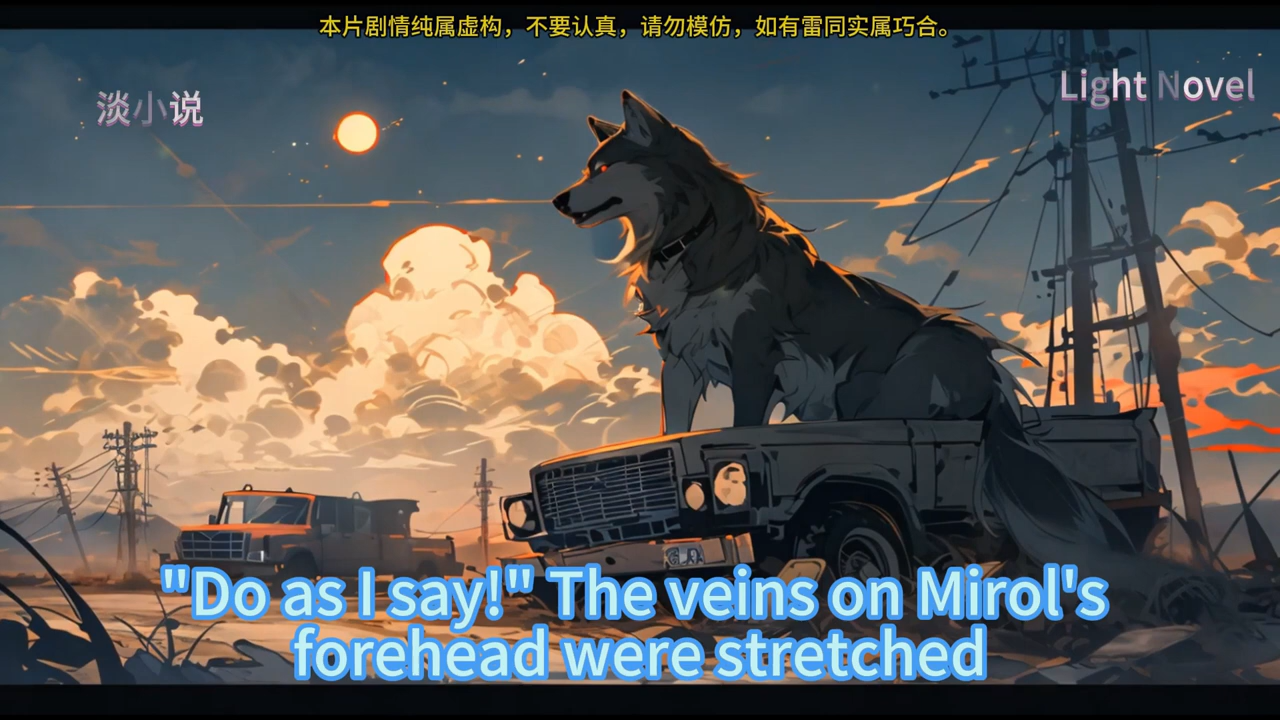 本片剧情纯属虚构，不要认真，请勿模仿，如有雷同实属巧合。
淡小说
Light Novel
"Do as I say!" The veins on Mirol's
forehead were stretched